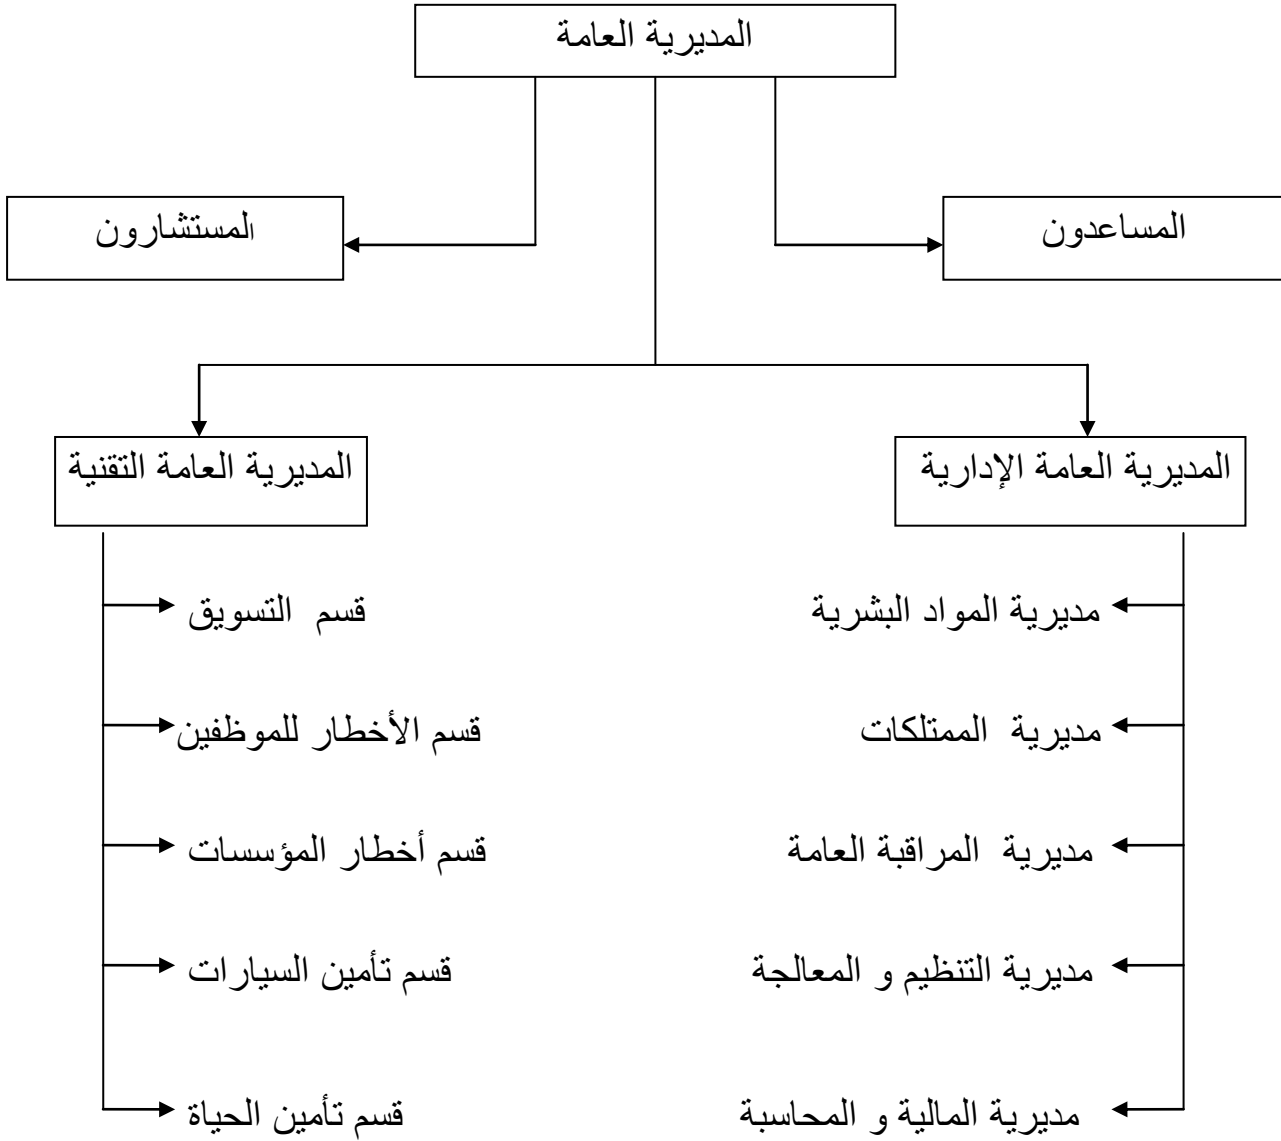 المديرية العامة
المساعدون
المستشارون
المديرية العامة الإدارية
المديرية العامة التقنية
مديرية المواد البشرية
قسم التسويق
مديرية الممتلكات
قسم الأخطار للموظفين
مديرية المراقبة العامة
قسم أخطار المؤسسات
مديرية التنظيم و المعالجة
قسم تأمين السيارات
مديرية المالية و المحاسبة
قسم تأمين الحياة